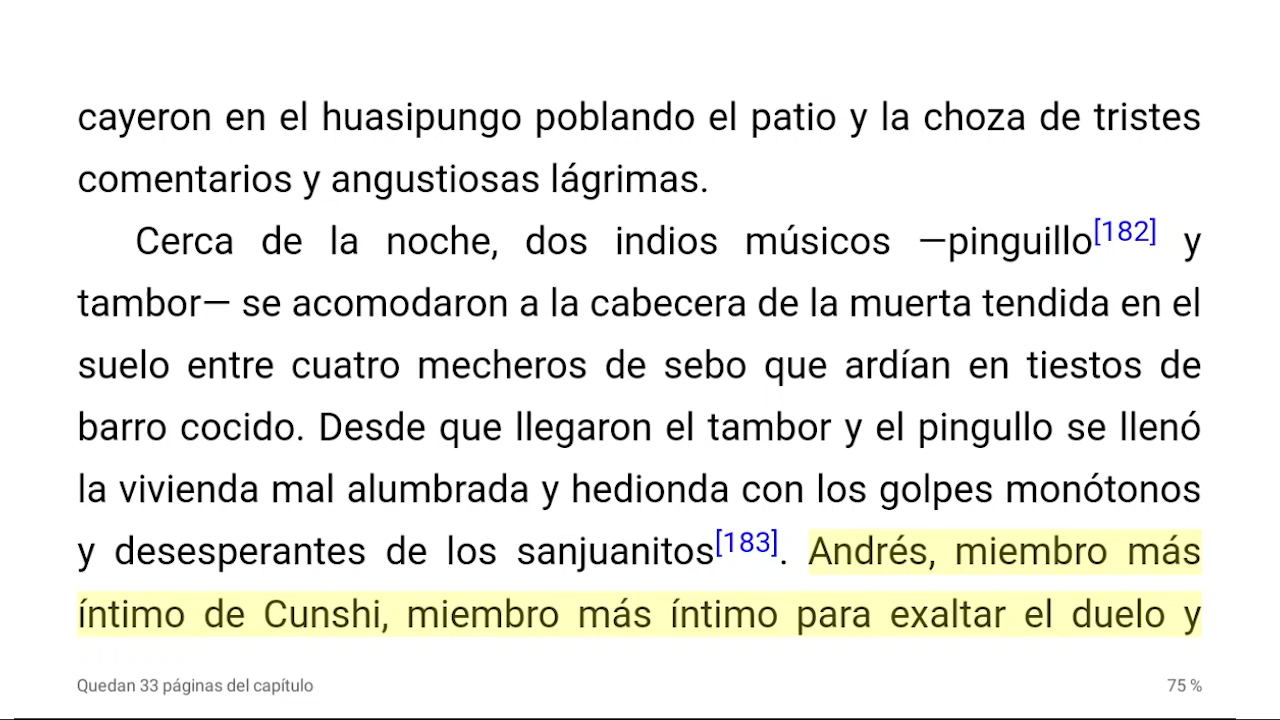 cayeron en el huasipungo poblando el patio y la choza de tristes
comentarios y angustiosas lágrimas.
Cerca de la noche, dos indios músicos —pinguillo[182] y
tambor— se acomodaron a la cabecera de la muerta tendida en el
suelo entre cuatro mecheros de sebo que ardían en tiestos de
barro cocido. Desde que llegaron el tambor y el pingullo se llenó
la vivienda mal alumbrada y hedionda con los golpes monótonos
y desesperantes de los sanjuanitos[183]. Andrés, miembro más
íntimo de Cunshi, miembro más íntimo para exaltar el duelo y
Quedan 33 páginas del capítulo
75 %